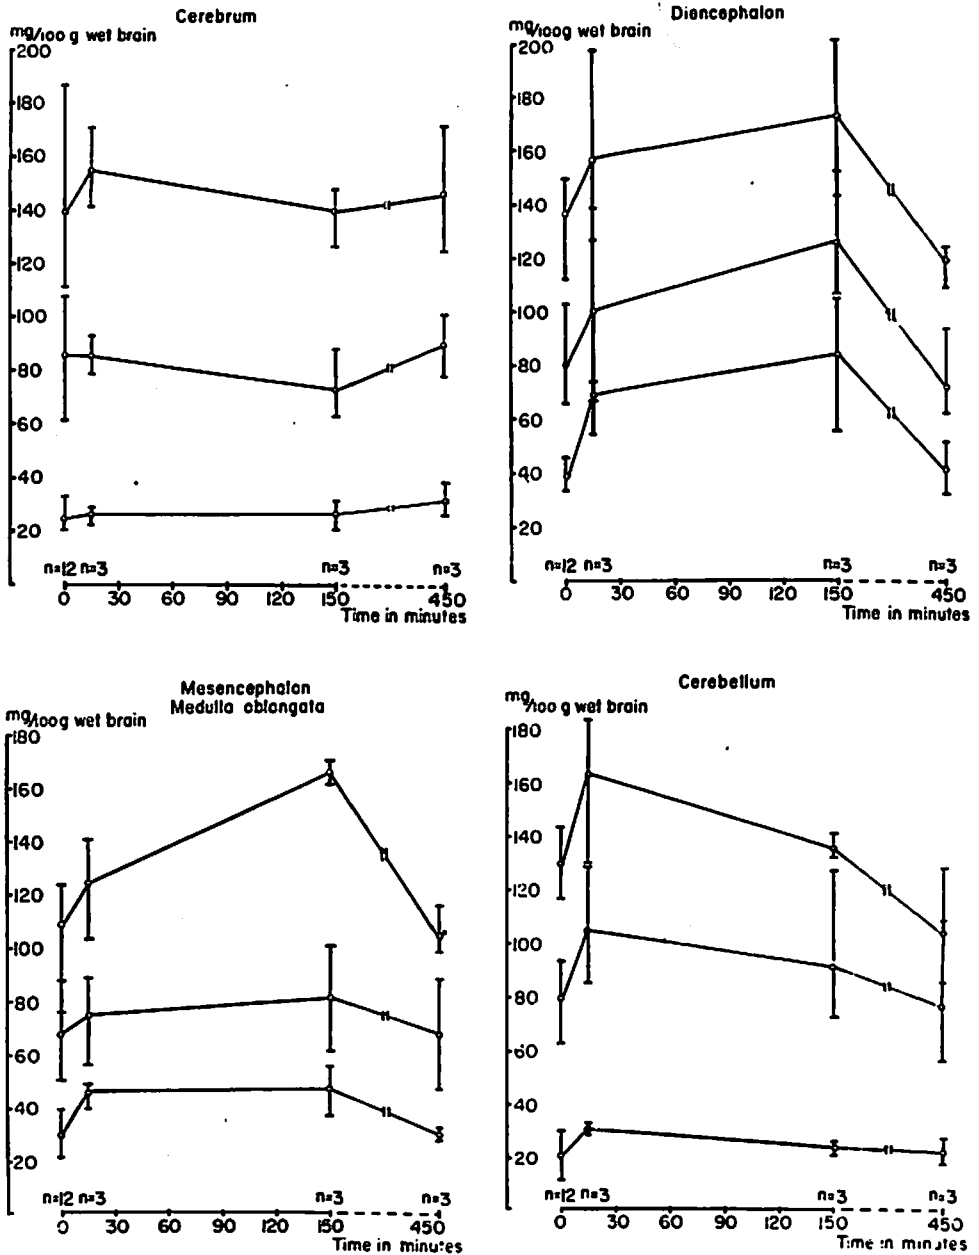 Cerebrum
mg/100 g wet brain
200
180
160
140
120
100
80
60
40
20
n=12 n=3 n=3 n=3
0 30 60 90 120 150 450
Time in minutes
Diencephalon
mg/100g wet brain
200
180
160
140
120
100
80
60
40
20
n=12 n=3 n=3 n=3
0 30 60 90 120 150 450
Time in minutes
Mesencephalon
Medulla oblongata
mg/100g wet brain
180
160
140
120
100
80
60
40
20
n=12 n=3 n=3 n=3
0 30 60 90 120 150 450
Time in minutes
Cerebellum
mg/100 g wet brain
180
160
140
120
100
80
60
40
20
n=12 n=3 n=3 n=3
0 30 60 90 120 150 450
Time in minutes